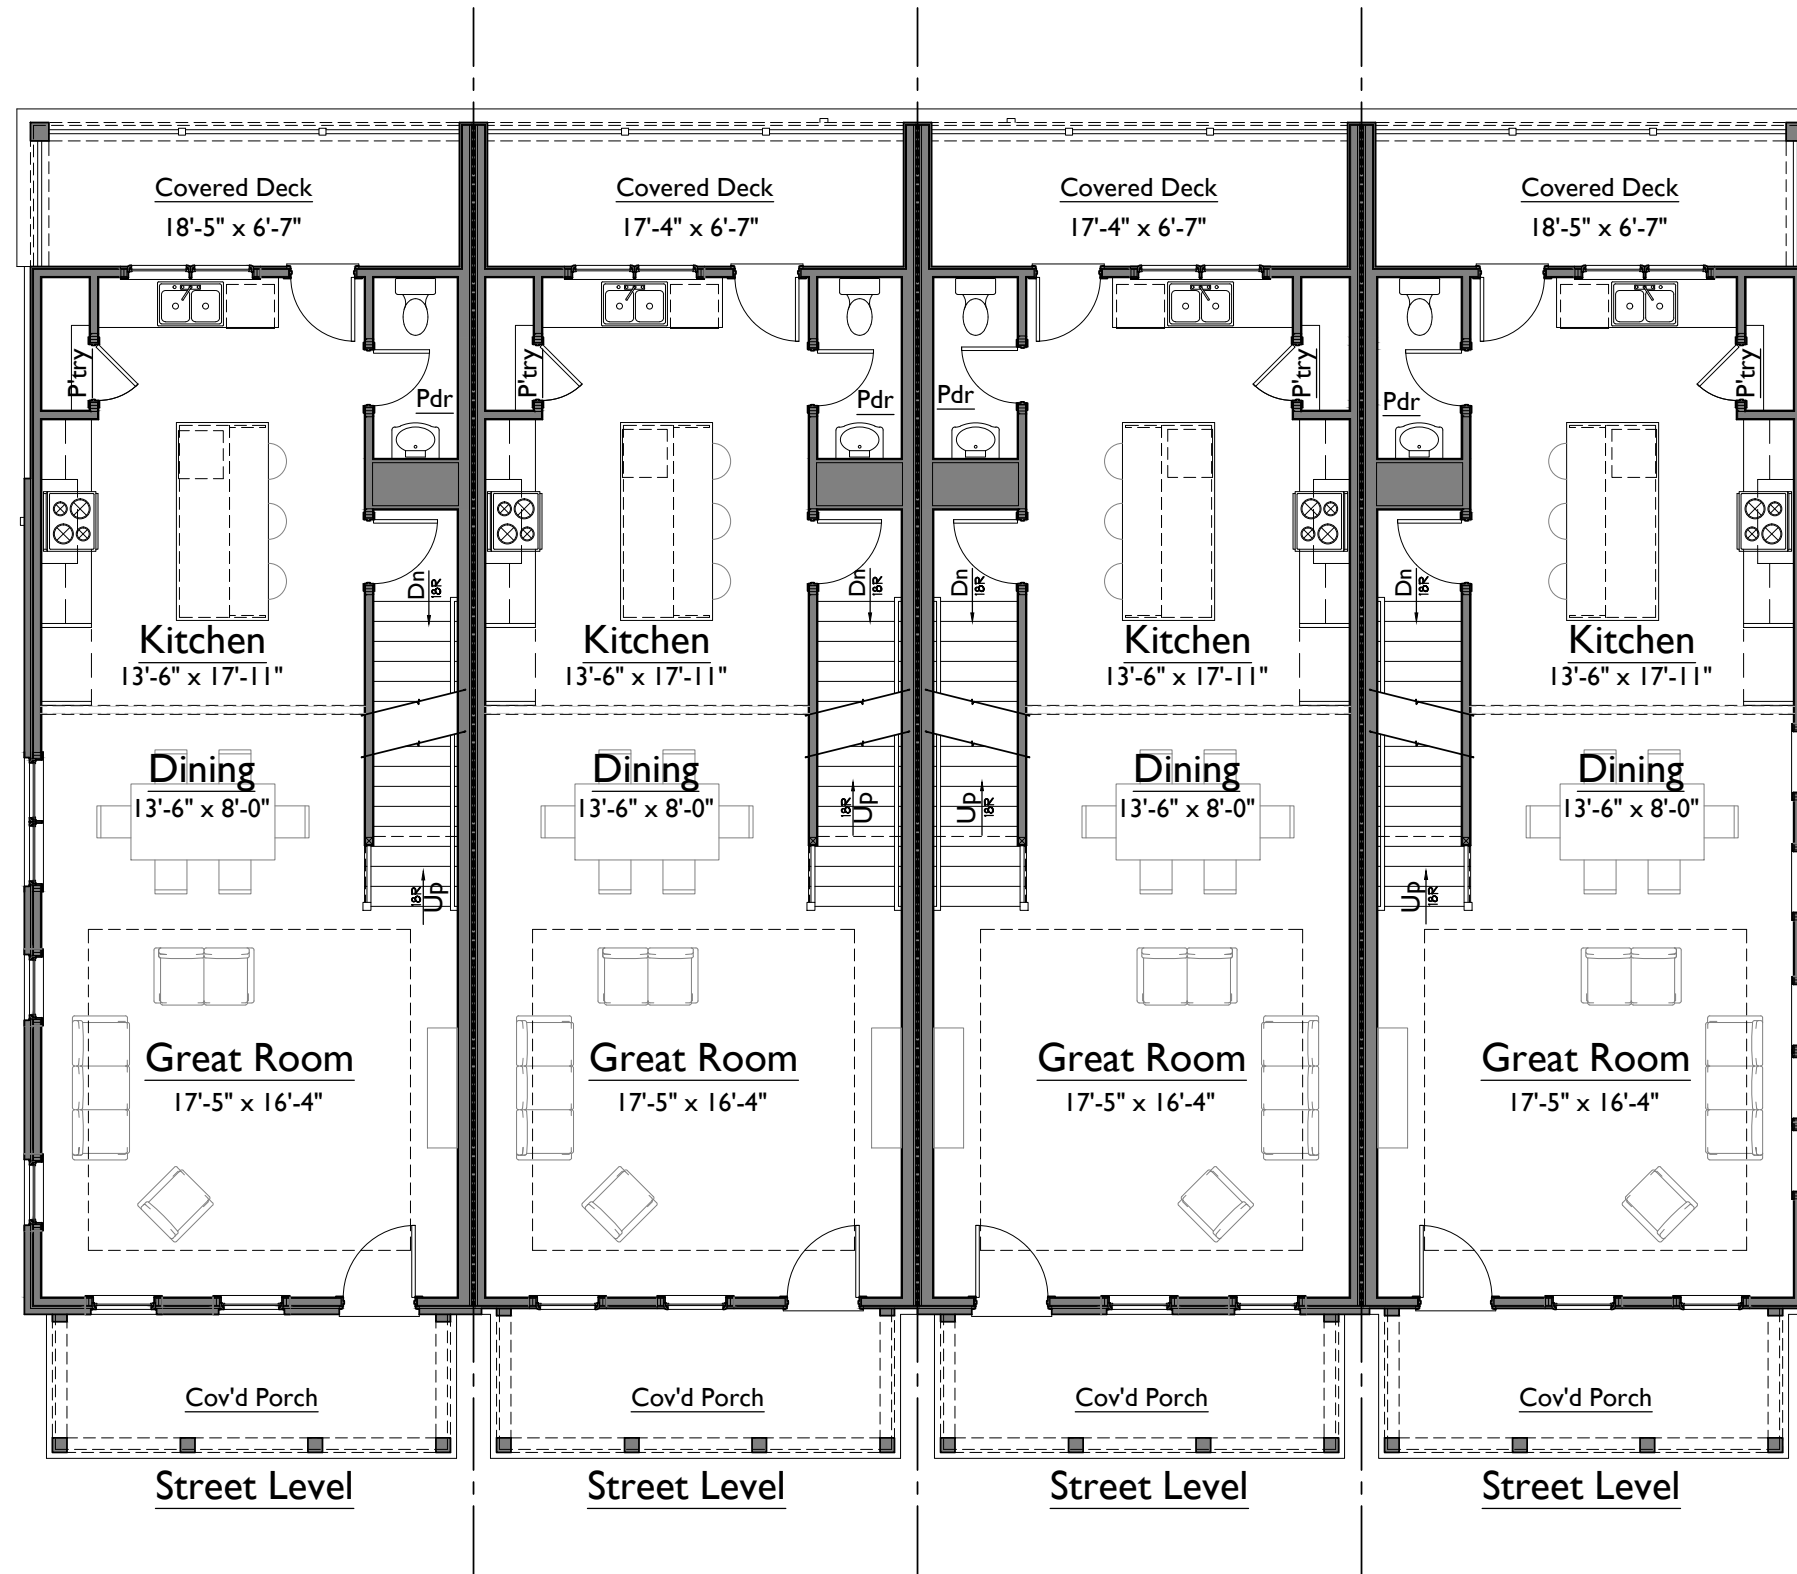 Covered Deck
18'-5" x 6'-7"
Covered Deck
17'-4" x 6'-7"
Covered Deck
17'-4" x 6'-7"
Covered Deck
18'-5" x 6'-7"
P'try
Pdr
P'try
Pdr
Pdr
P'try
Pdr
P'try
Dn
18R
Dn
18R
Dn
18R
Dn
18R
Kitchen
13'-6" x 17'-11"
Kitchen
13'-6" x 17'-11"
Kitchen
13'-6" x 17'-11"
Kitchen
13'-6" x 17'-11"
Dining
13'-6" x 8'-0"
Dining
13'-6" x 8'-0"
Dining
13'-6" x 8'-0"
Dining
13'-6" x 8'-0"
18R
Up
18R
Up
Up
18R
Up
18R
Great Room
17'-5" x 16'-4"
Great Room
17'-5" x 16'-4"
Great Room
17'-5" x 16'-4"
Great Room
17'-5" x 16'-4"
Cov'd Porch
Cov'd Porch
Cov'd Porch
Cov'd Porch
Street Level
Street Level
Street Level
Street Level